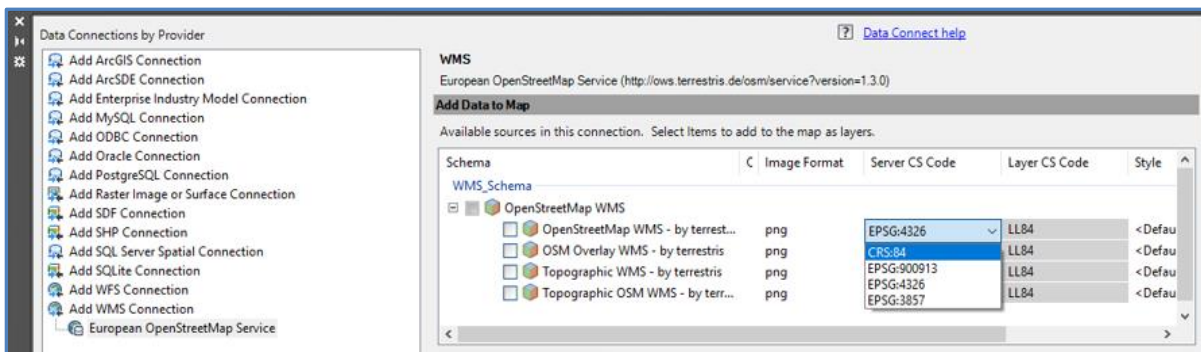 Data Connections by Provider
Add ArcGIS Connection
Add ArcSDE Connection
Add Enterprise Industry Model Connection
Add MySQL Connection
Add ODBC Connection
Add Oracle Connection
Add PostgreSQL Connection
Add Raster Image or Surface Connection
Add SDF Connection
Add SHP Connection
Add SQL Server Spatial Connection
Add SQLite Connection
Add WFS Connection
Add WMS Connection
European OpenStreetMap Service
? Data Connect help
WMS
European OpenStreetMap Service (http://ows.terrestris.de/osm/service?version=1.3.0)
Add Data to Map
Available sources in this connection. Select Items to add to the map as layers.
Schema C Image Format Server CS Code Layer CS Code Style
WMS_Schema
OpenStreetMap WMS
OpenStreetMap WMS - by terrest... png EPSG:4326 LL84 <Defau
OSM Overlay WMS - by terrestris png CRS:84 LL84 <Defau
Topographic WMS - by terrestris png EPSG:900913 <Defau
EPSG:4326
Topographic OSM WMS - by terr... png EPSG:3857 LL84 <Defau